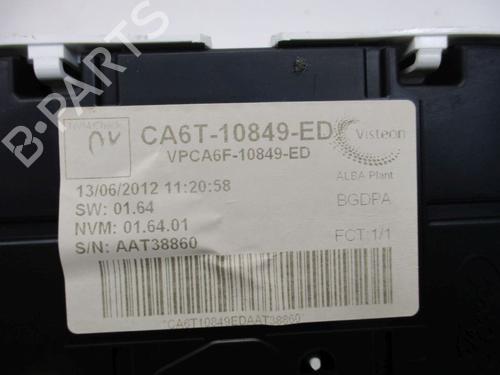 B-PARTS
OK
CA6T-10849-ED
VPCA6F-10849-ED
Visteon
ALBA Plant
13/06/2012 11:20:58
SW: 01.64
NVM: 01.64.01
S/N: AAT38860
BGDPA
FCT:1/1
*CA6T10849EDAAT38860*